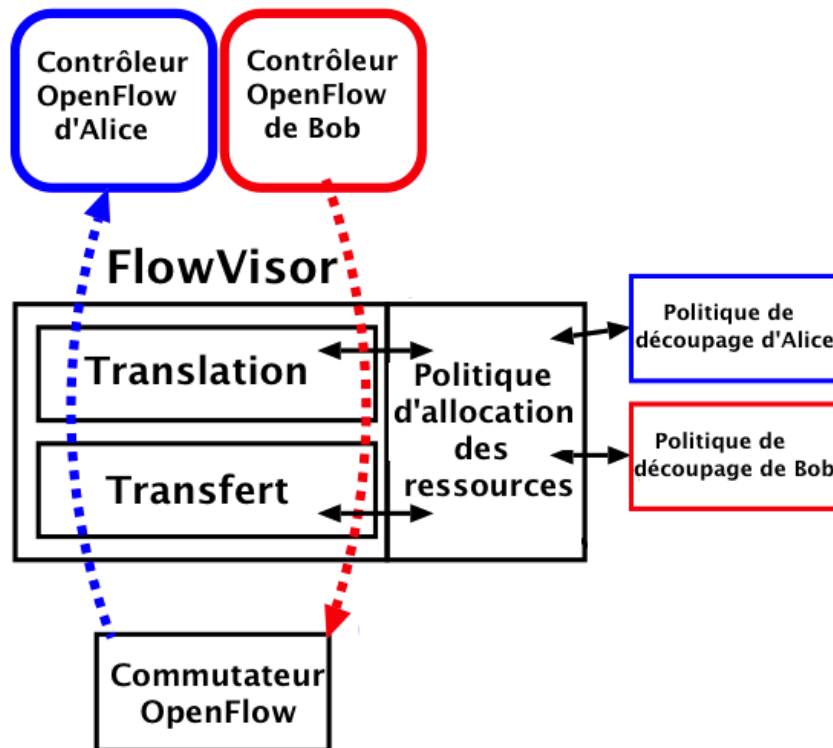 Contrôleur
OpenFlow
d'Alice
Contrôleur
OpenFlow
de Bob
FlowVisor
Translation
Transfert
Politique
d'allocation
des
ressources
Politique de
découpage d'Alice
Politique de
découpage de Bob
Commutateur
OpenFlow